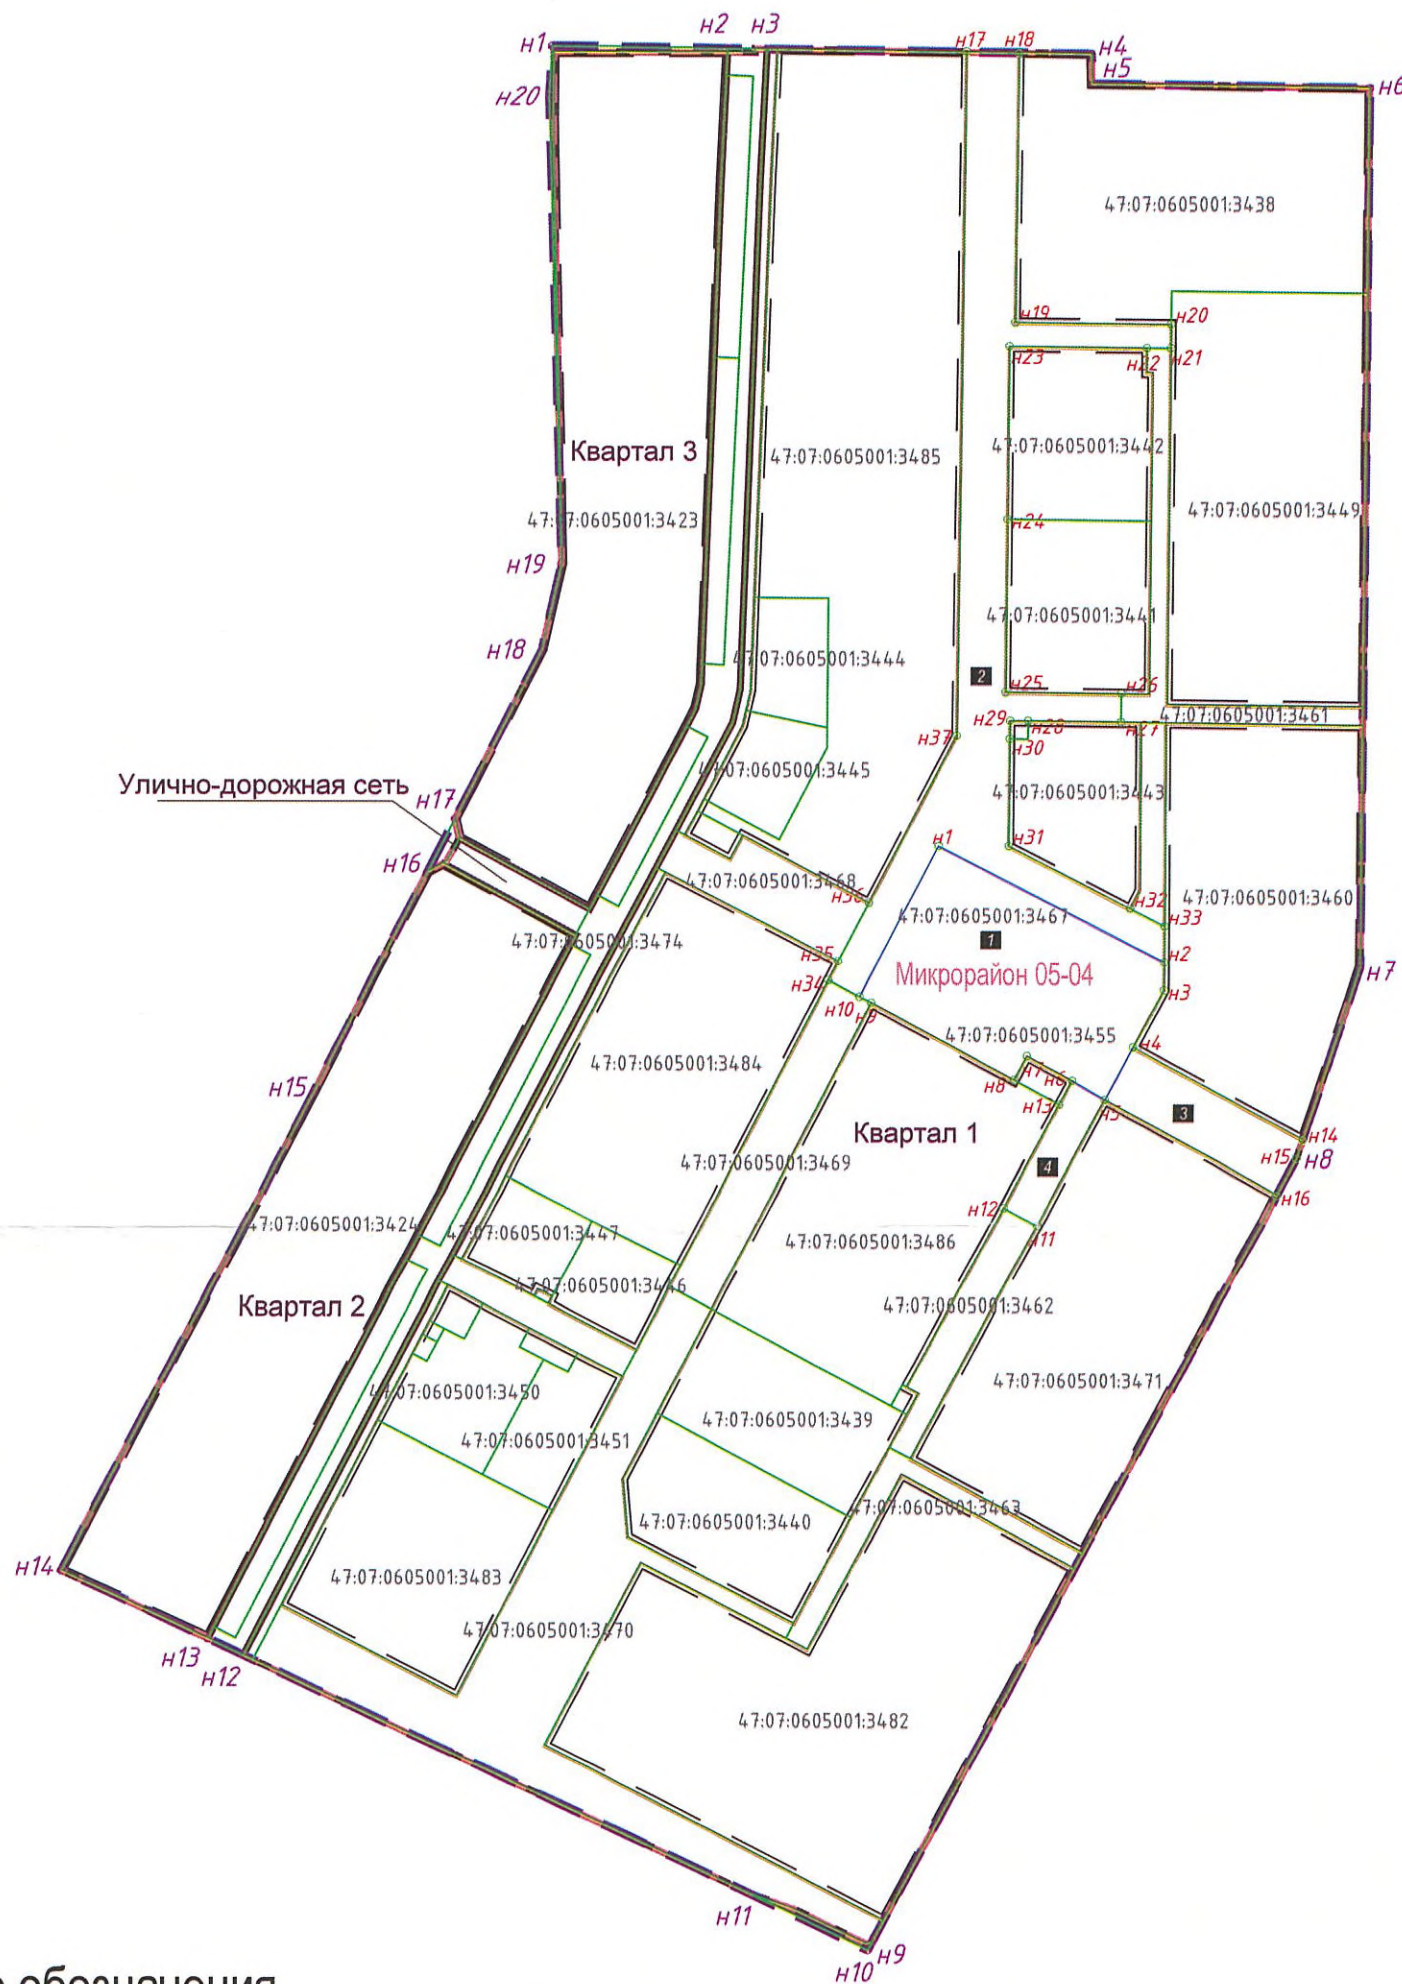 н1
н2
н3
н17
н18
н4
н5
н6
н20
47:07:0605001:3438
н19
н20
н23
н22
н21
Квартал 3
47:07:0605001:3485
47:07:0605001:3442
47:07:0605001:3423
н24
47:07:0605001:3449
н19
н18
47:07:0605001:3441
47:07:0605001:3444
2
н25
н26
н29
н28
н27
47:07:0605001:3461
н37
н30
47:07:0605001:3445
47:07:0605001:3443
Улично-дорожная сеть
н17
н1
н31
н16
47:07:0605001:3468
н36
47:07:0605001:3467
н32
47:07:0605001:3460
н33
47:07:0605001:3474
1
н35
н2
Микрорайон 05-04
н7
н34
н10
н9
н3
47:07:0605001:3455
н4
47:07:0605001:3484
н7
н6
н15
н8
н13
н5
3
Квартал 1
н14
47:07:0605001:3469
4
н15
н8
н12
н16
47:07:0605001:3424
47:07:0605001:3447
47:07:0605001:3486
н11
47:07:0605001:3446
Квартал 2
47:07:0605001:3462
47:07:0605001:3450
47:07:0605001:3471
47:07:0605001:3439
47:07:0605001:3451
47:07:0605001:3463
47:07:0605001:3440
н14
47:07:0605001:3483
47:07:0605001:3470
н13
н12
47:07:0605001:3482
н11
н9
н10
обозначения